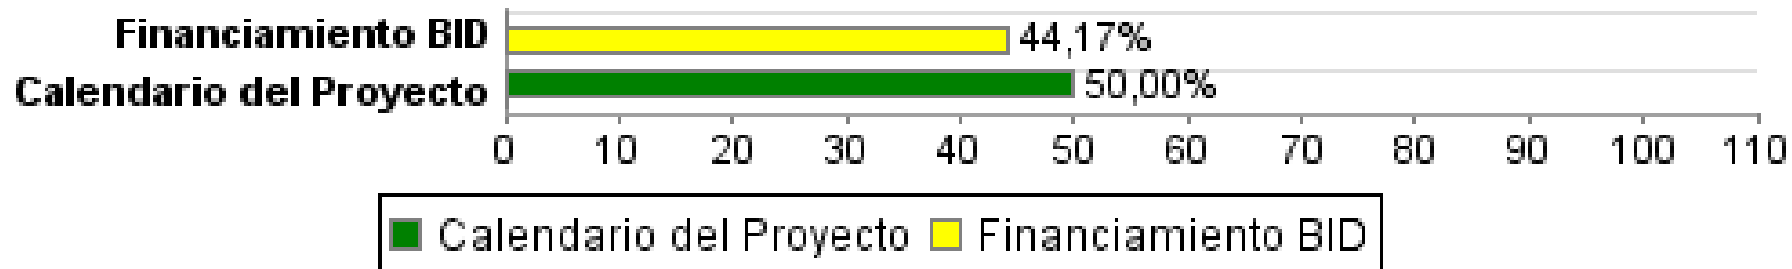 Financiamiento BID 44,17%
Calendario del Proyecto 50,00%
0 10 20 30 40 50 60 70 80 90 100 110
Calendario del Proyecto Financiamiento BID